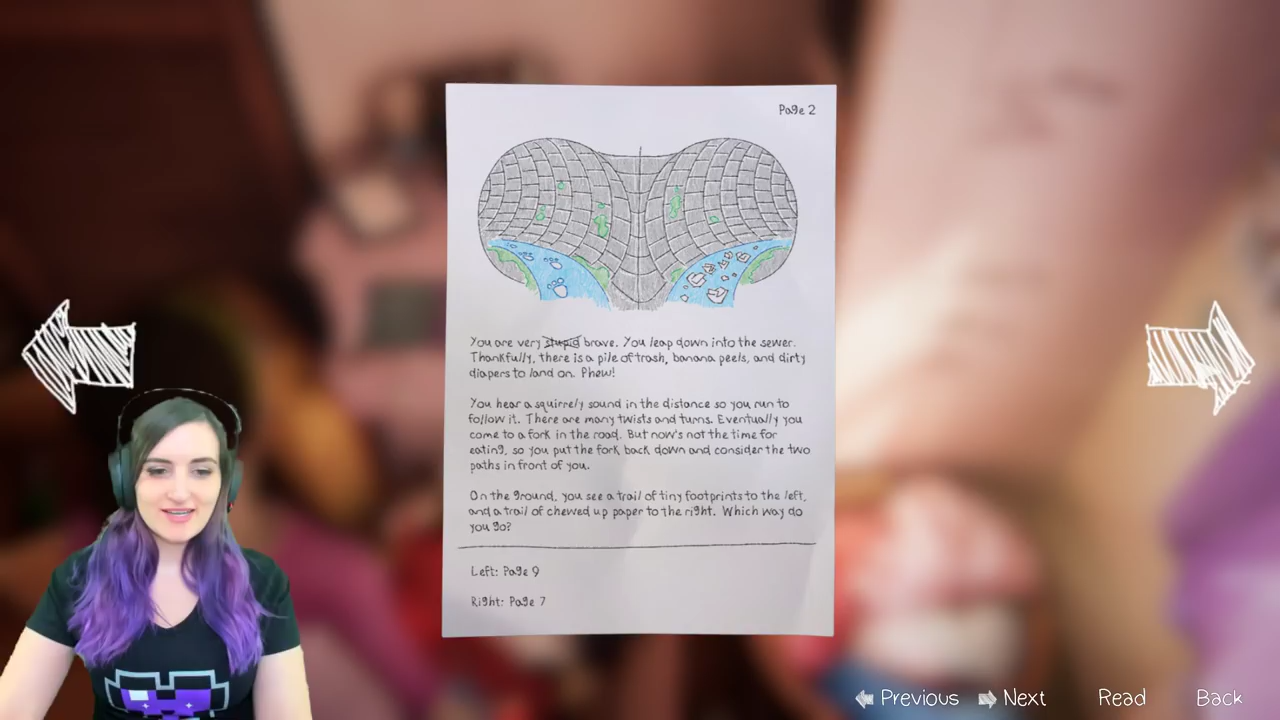 Page 2
You are very stupid brave. You leap down into the sewer.
Thankfully, there is a pile of trash, banana peels, and dirty
diapers to land on. Phew!
You hear a squirrely sound in the distance so you run to
follow it. There are many twists and turns. Eventually you
come to a fork in the road. But now's not the time for
eating, so you put the fork back down and consider the two
paths in front of you.
On the ground, you see a trail of tiny footprints to the left,
and a trail of chewed up paper to the right. Which way do
you go?
Left: Page 9
Right: Page 7
Previous Next Read Back